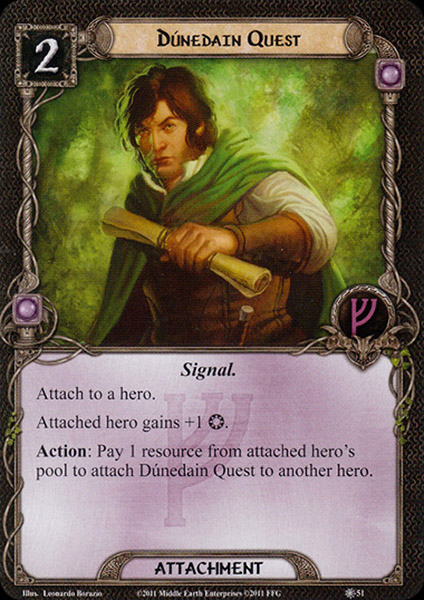 2
DÚNEDAIN QUEST
Signal.
Attach to a hero.
Attached hero gains +1 .
Action: Pay 1 resource from attached hero's
pool to attach Dúnedain Quest to another hero.
ATTACHMENT
Illus. Leonardo Borazio ©2011 Middle Earth Enterprises ©2011 FFG 51